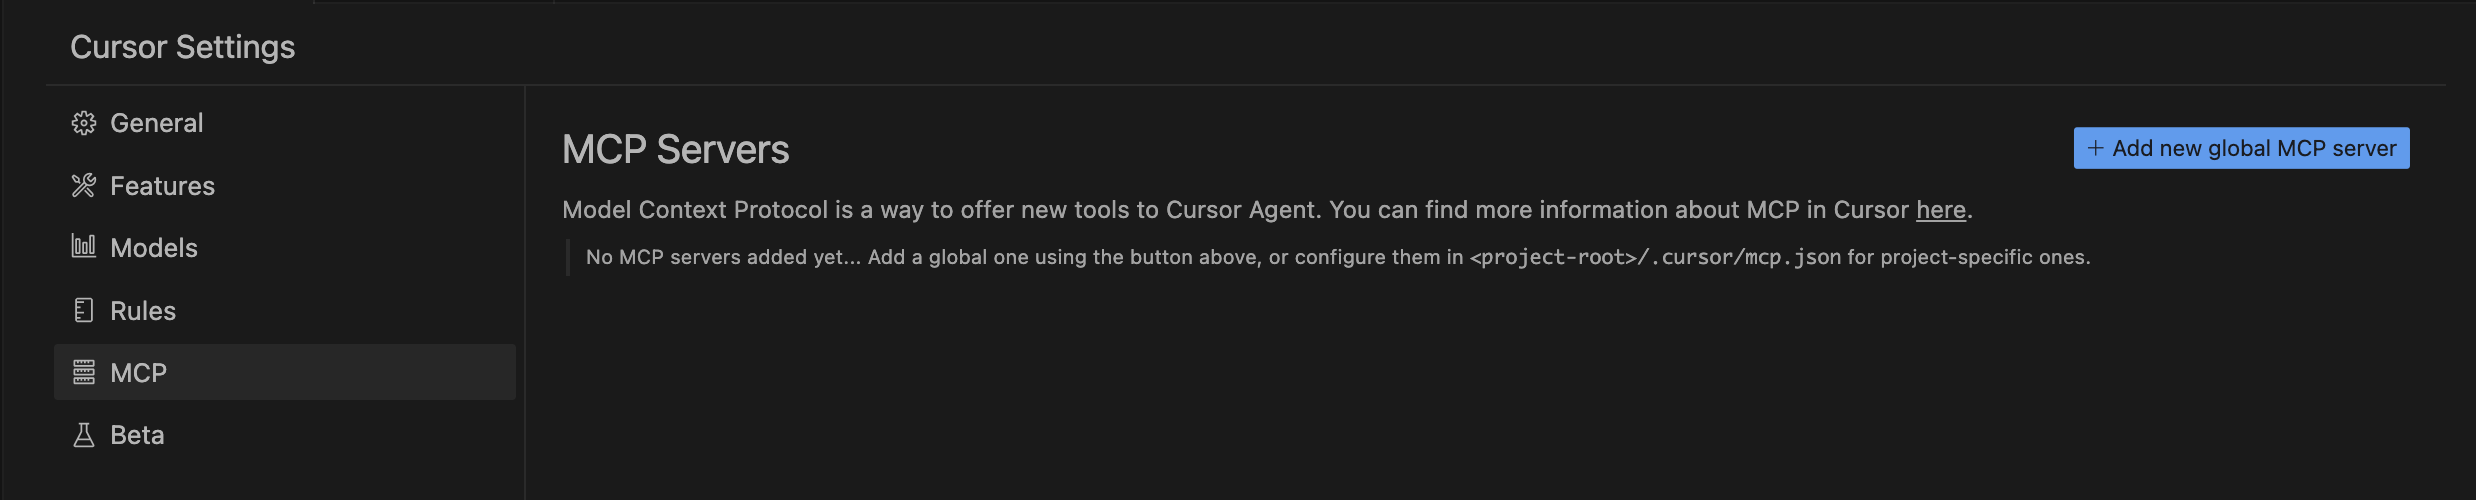 Cursor Settings
General
Features
Models
Rules
MCP
Beta
MCP Servers
+ Add new global MCP server
Model Context Protocol is a way to offer new tools to Cursor Agent. You can find more information about MCP in Cursor here.
No MCP servers added yet... Add a global one using the button above, or configure them in <project-root>/.cursor/mcp.json for project-specific ones.